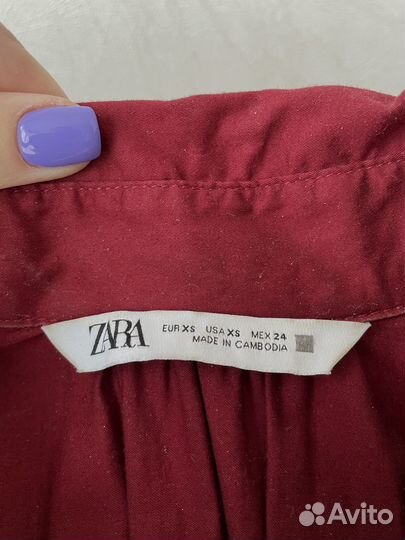 ZARA
EUR XS USA XS MEX 24
MADE IN CAMBODIA
Avito